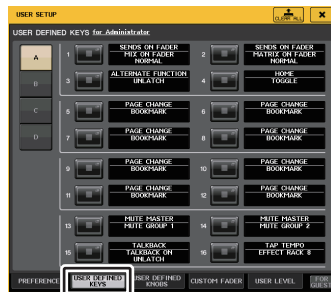 USER SETUP
CLEAR ALL
USER DEFINED KEYS for Administrator
A
B
C
D
1
SENDS ON FADER
MIX ON FADER
NORMAL
2
SENDS ON FADER
MATRIX ON FADER
NORMAL
3
ALTERNATE FUNCTION
UNLATCH
4
HOME
TOGGLE
5
PAGE CHANGE
BOOKMARK
6
PAGE CHANGE
BOOKMARK
7
PAGE CHANGE
BOOKMARK
8
PAGE CHANGE
BOOKMARK
9
PAGE CHANGE
BOOKMARK
10
PAGE CHANGE
BOOKMARK
11
PAGE CHANGE
BOOKMARK
12
PAGE CHANGE
BOOKMARK
13
MUTE MASTER
MUTE GROUP 1
14
MUTE MASTER
MUTE GROUP 2
15
TALKBACK
TALKBACK ON
UNLATCH
16
TAP TEMPO
EFFECT RACK 8
PREFERENCE
USER DEFINED
KEYS
USER DEFINED
KNOBS
CUSTOM FADER
USER LEVEL
FOR
GUEST